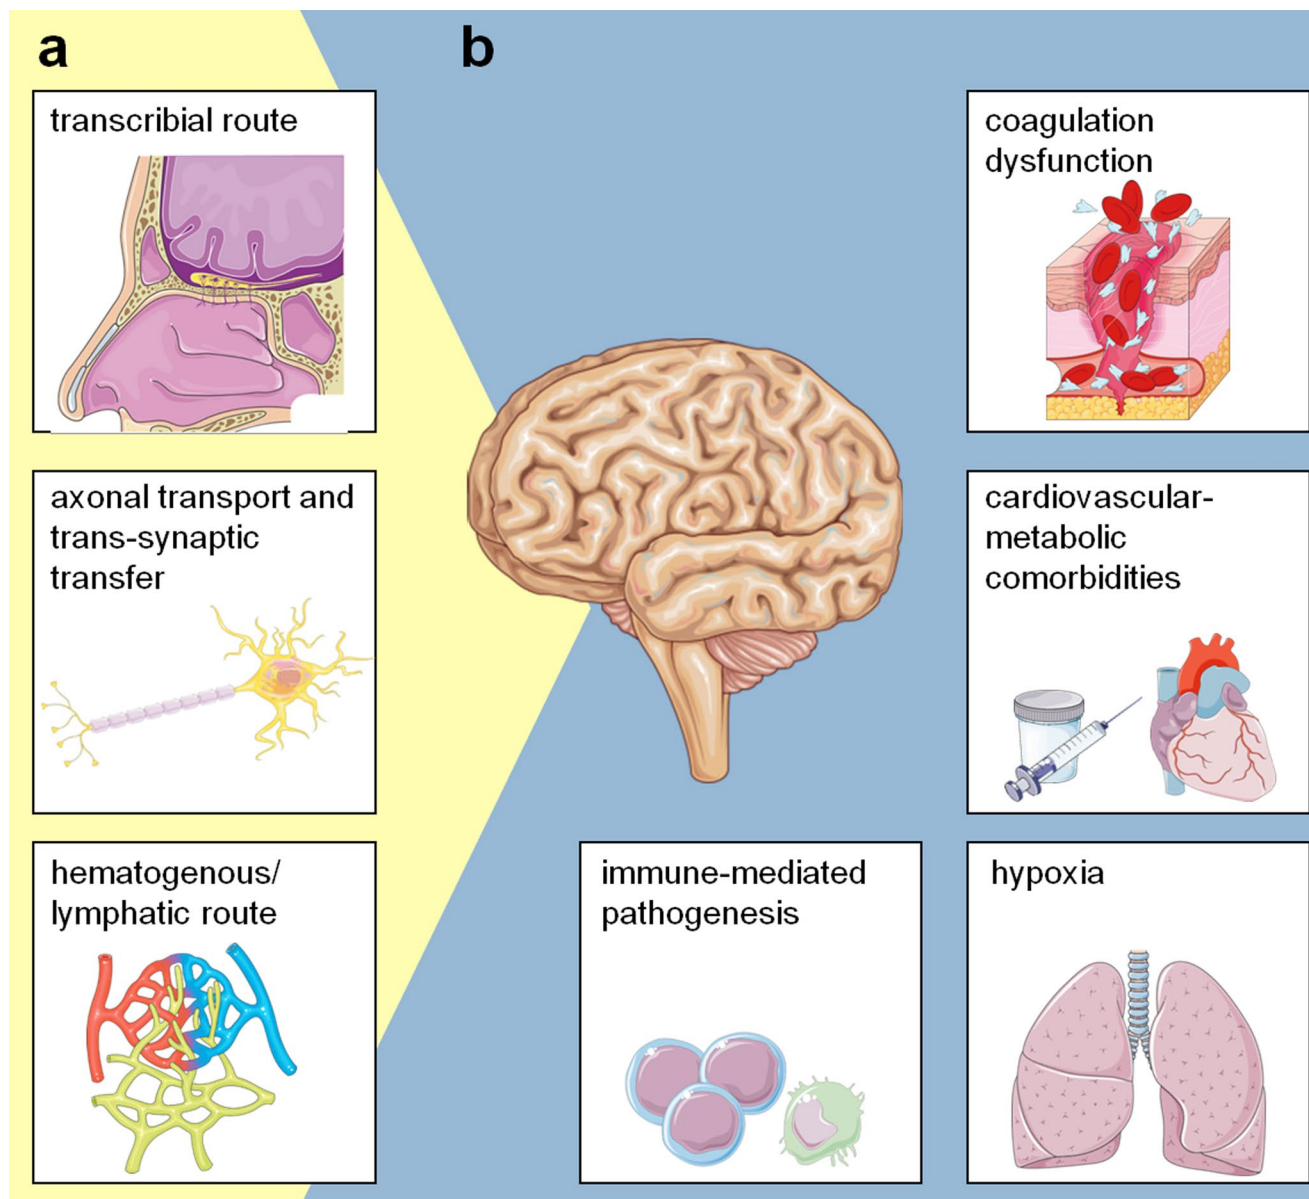 a
transcribial route
axonal transport and
trans-synaptic
transfer
hematogenous/
lymphatic route
b
coagulation
dysfunction
cardiovascular-
metabolic
comorbidities
immune-mediated
pathogenesis
hypoxia